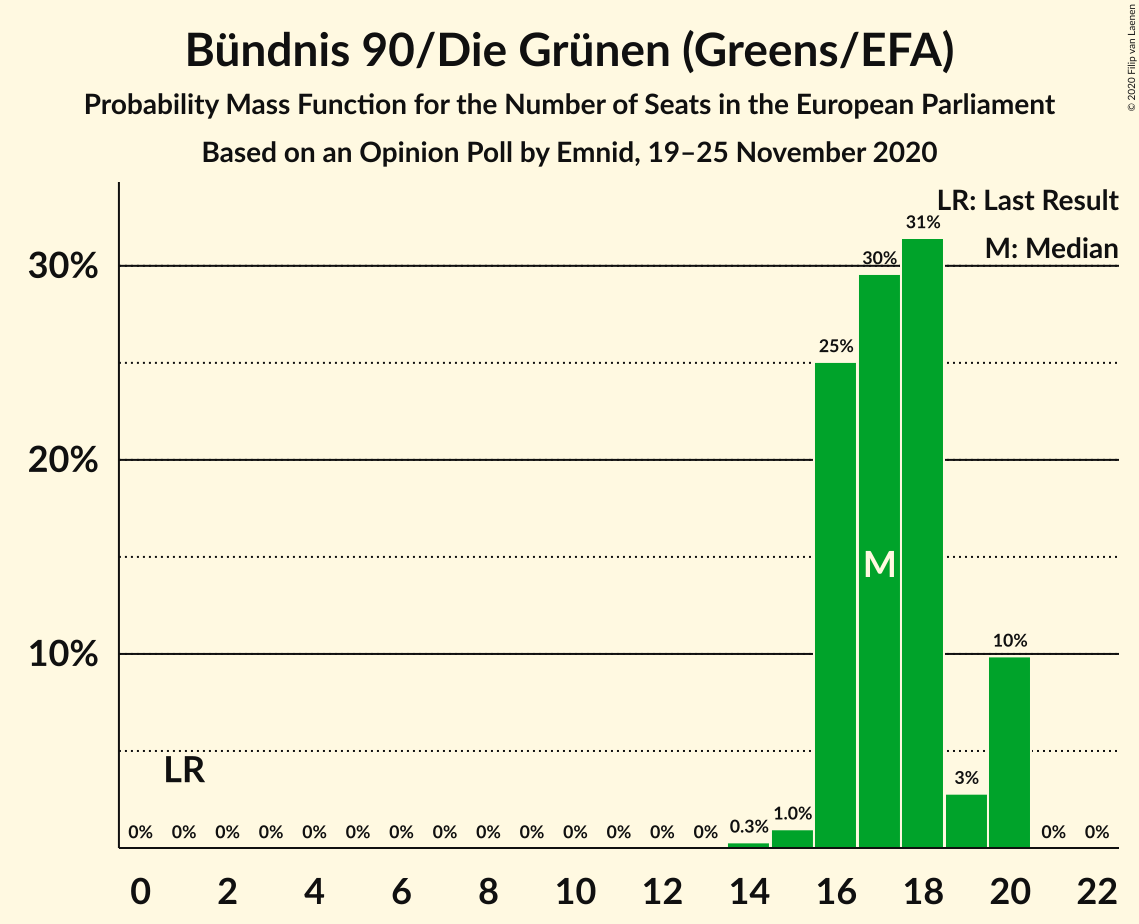 Bündnis 90/Die Grünen (Greens/EFA)
Probability Mass Function for the Number of Seats in the European Parliament
Based on an Opinion Poll by Emnid, 19–25 November 2020
© 2020 Filip van Laenen
LR: Last Result
M: Median
31%
30%
30%
25%
20%
M
10%
10%
LR
3%
0% 0% 0% 0% 0% 0% 0% 0% 0% 0% 0% 0% 0% 0% 0.3% 1.0% 0% 0%
0 2 4 6 8 10 12 14 16 18 20 22